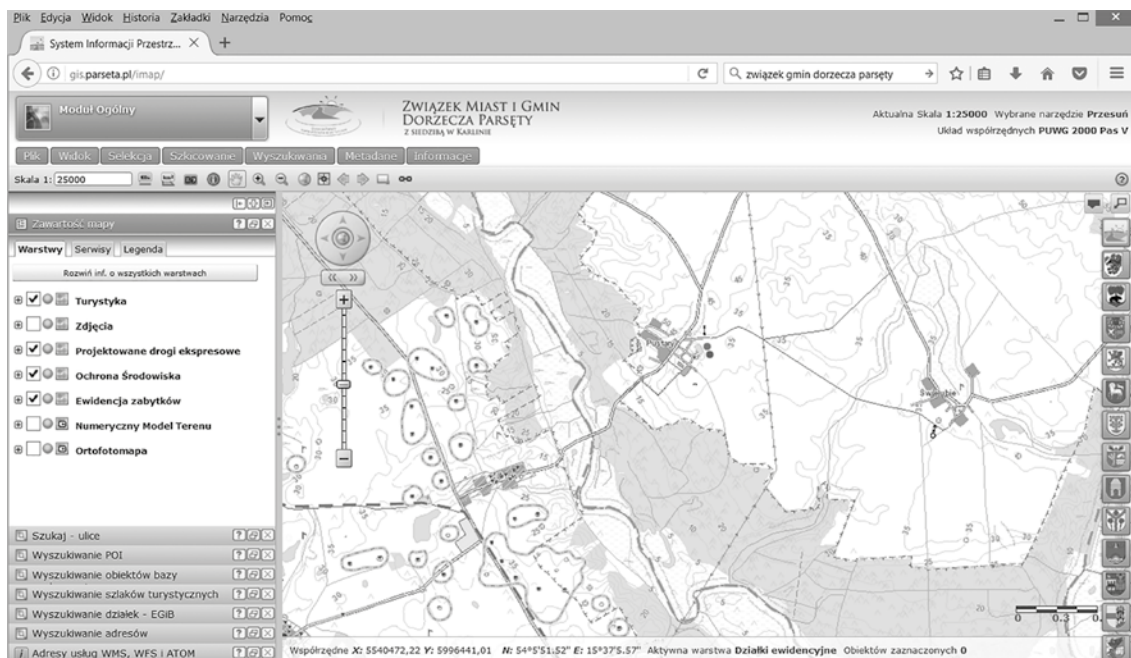 Plik Edycja Widok Historia Zakładki Narzędzia Pomoc
System Informacji Przestrz...
gis.parseta.pl/imap/
związek gmin dorzecza parsęty
Moduł Ogólny
ZWIĄZEK MIAST I GMIN
DORZECZA PARSĘTY
Z SIEDZIBĄ W KARLINIE
Aktualna Skala 1:25000 Wybrane narzędzie Przesuń
Układ współrzędnych PUWG 2000 Pas V
Plik Widok Selekcja Szkicowanie Wyszukiwania Metadane Informacje
Skala 1: 25000
Zawartość mapy
Warstwy Serwisy Legenda
Rozwiń inf. o wszystkich warstwach
Turystyka
Zdjęcia
Projektowane drogi ekspresowe
Ochrona Środowiska
Ewidencja zabytków
Numeryczny Model Terenu
Ortofotomapa
Szukaj - ulice
Wyszukiwanie POI
Wyszukiwanie obiektów bazy
Wyszukiwanie szlaków turystycznych
Wyszukiwanie działek - EGiB
Wyszukiwanie adresów
Adresy usług WMS, WFS i ATOM
0 0.3
Współrzędne X: 5540472,22 Y: 5996441,01 N: 54°5'51.52" E: 15°37'5.57" Aktywna warstwa Działki ewidencyjne Obiektów zaznaczonych 0